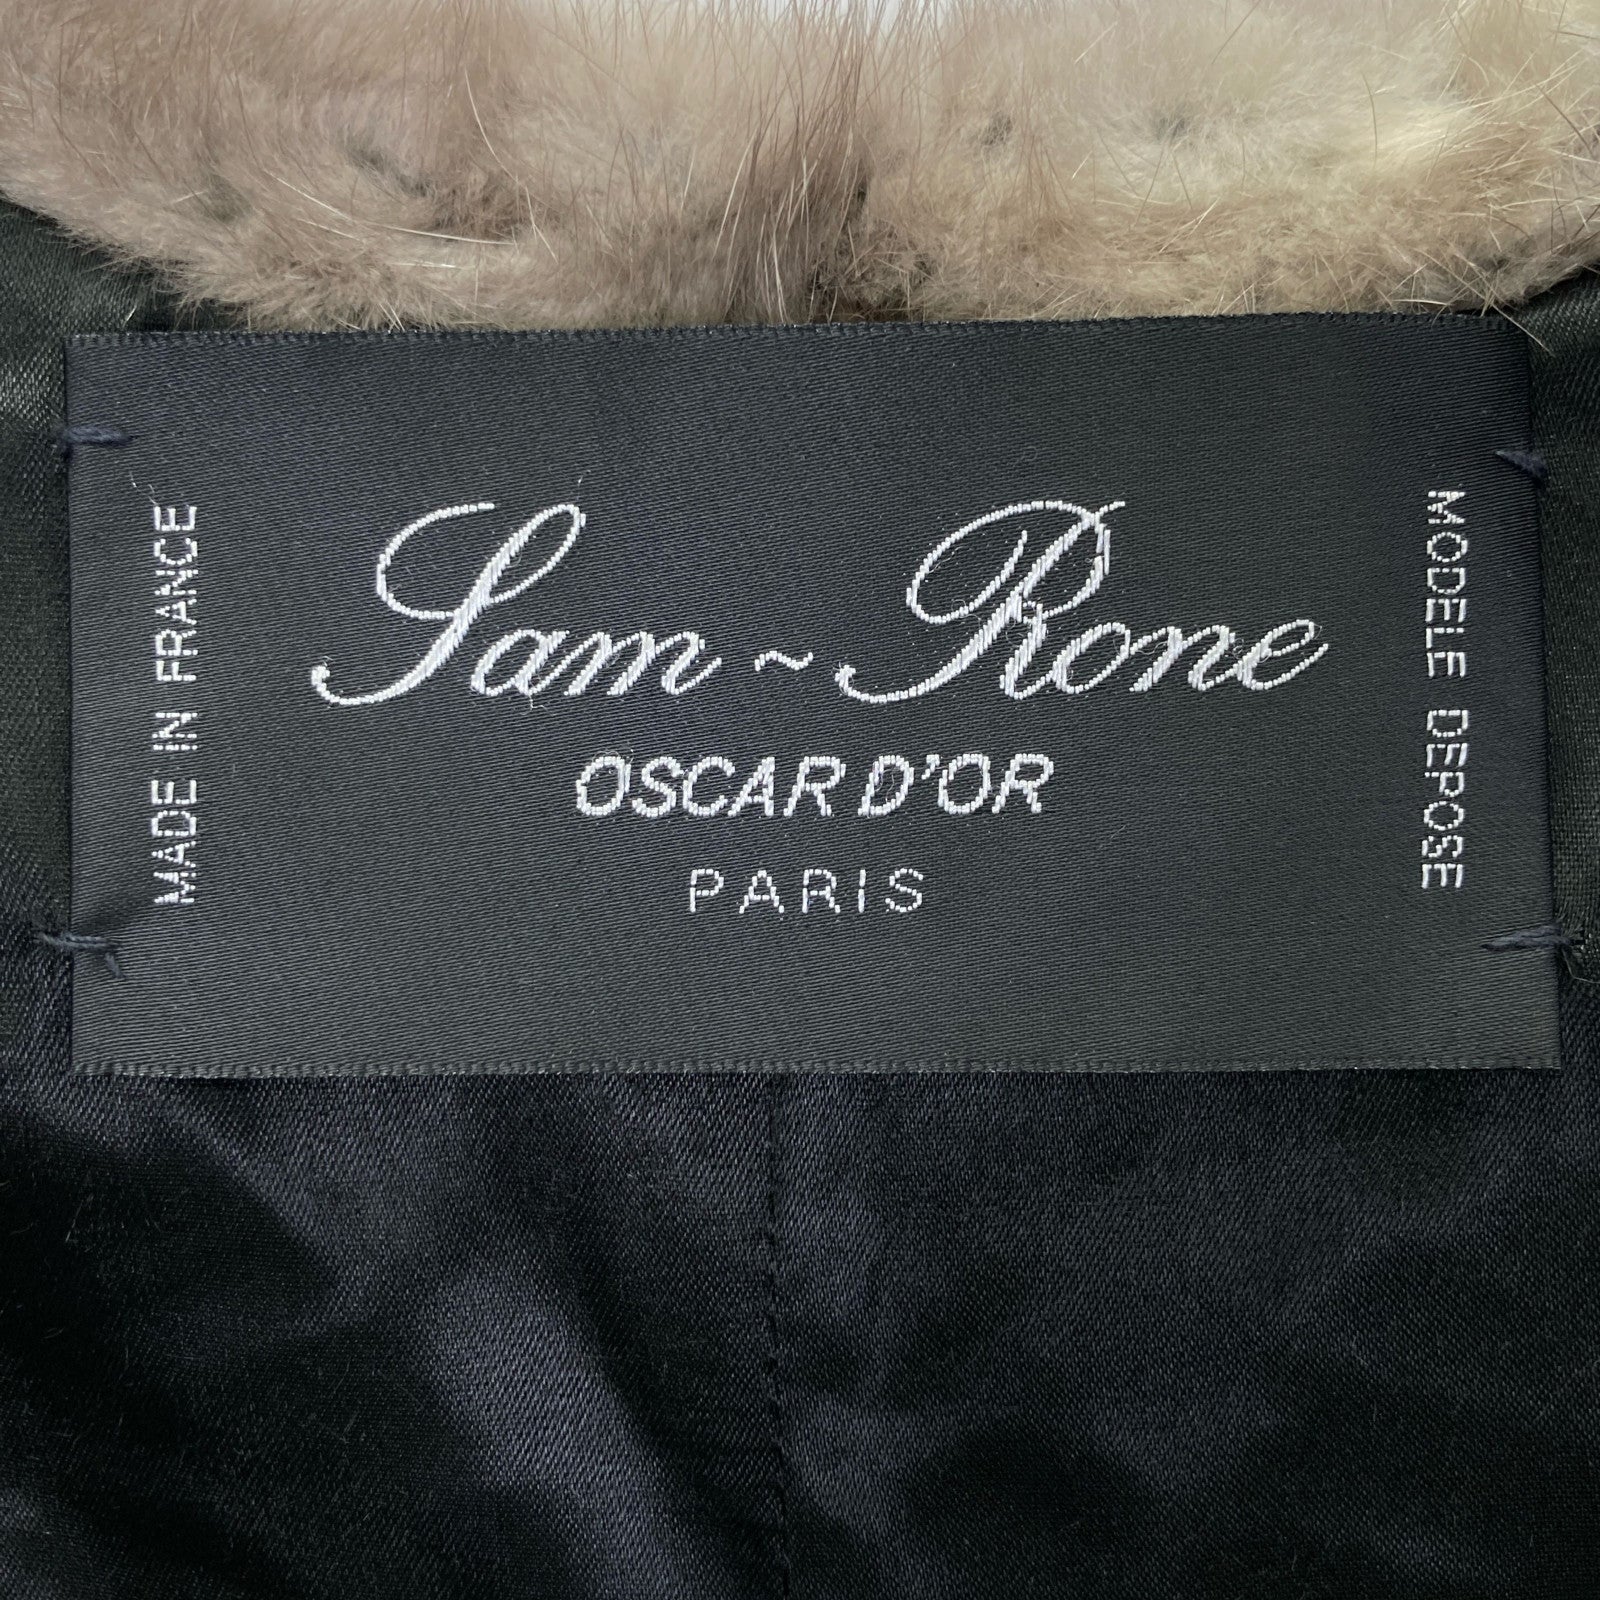 Sam ~ Rone
OSCAR D'OR
PARIS
MADE IN FRANCE
MODELE DEPOSE